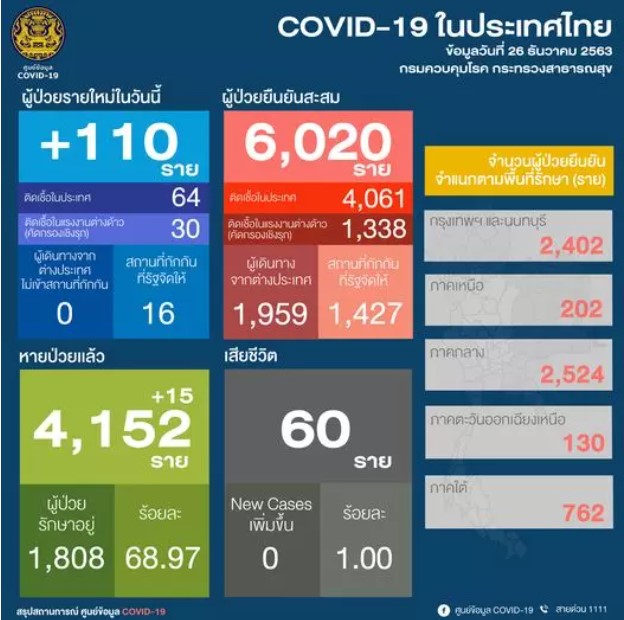 ศูนย์ข้อมูล
COVID-19
COVID-19 ในประเทศไทย
ข้อมูลวันที่ 26 ธันวาคม 2563
กรมควบคุมโรค กระทรวงสาธารณสุข
ผู้ป่วยรายใหม่ในวันนี้
+110
ราย
ติดเชื้อในประเทศ 64
ติดเชื้อในแรงงานต่างด้าว
(คัดกรองเชิงรุก) 30
ผู้เดินทางจาก
ต่างประเทศ
ไม่เข้าสถานที่กักกัน
0
สถานที่กักกัน
ที่รัฐจัดให้
16
ผู้ป่วยยืนยันสะสม
6,020
ราย
ติดเชื้อในประเทศ 4,061
ติดเชื้อในแรงงานต่างด้าว
(คัดกรองเชิงรุก) 1,338
ผู้เดินทาง
จากต่างประเทศ
1,959
สถานที่กักกัน
ที่รัฐจัดให้
1,427
จำนวนผู้ป่วยยืนยัน
จำแนกตามพื้นที่รักษา (ราย)
กรุงเทพฯ และนนทบุรี
2,402
ภาคเหนือ
202
ภาคกลาง
2,524
ภาคตะวันออกเฉียงเหนือ
130
ภาคใต้
762
หายป่วยแล้ว
+15
4,152
ราย
ผู้ป่วย
รักษาอยู่
1,808
ร้อยละ
68.97
เสียชีวิต
60
ราย
New Cases
เพิ่มขึ้น
0
ร้อยละ
1.00
สรุปสถานการณ์ ศูนย์ข้อมูล COVID-19
ศูนย์ข้อมูล COVID-19 สายด่วน 1111